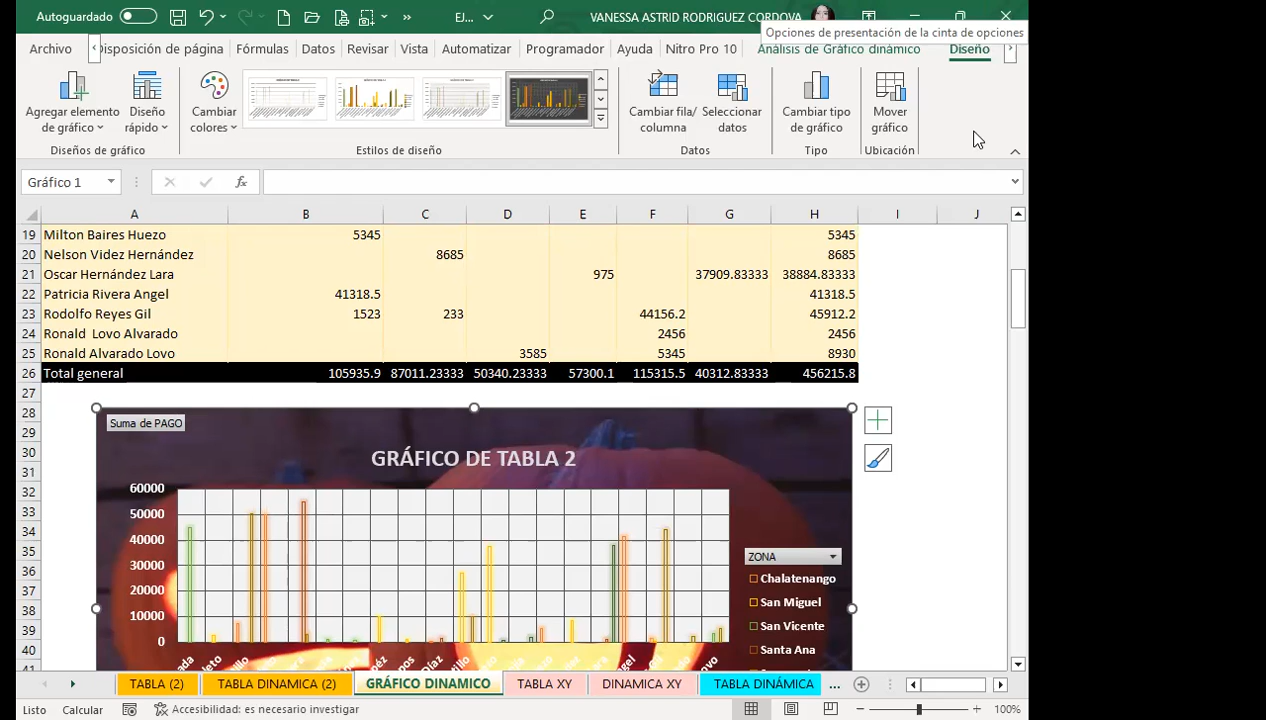 Autoguardado
EJ...
VANESSA ASTRID RODRIGUEZ CORDOVA
Opciones de presentación de la cinta de opciones
Archivo
Disposición de página
Fórmulas
Datos
Revisar
Vista
Automatizar
Programador
Ayuda
Nitro Pro 10
Análisis de Gráfico dinámico
Diseño
Agregar elemento de gráfico
Diseño rápido
Cambiar colores
Cambiar fila/ columna
Seleccionar datos
Cambiar tipo de gráfico
Mover gráfico
Diseños de gráfico
Estilos de diseño
Datos
Tipo
Ubicación
Gráfico 1
fx
A B C D E F G H I J
19 Milton Baires Huezo 5345 5345
20 Nelson Videz Hernández 8685 8685
21 Oscar Hernández Lara 975 37909.83333 38884.83333
22 Patricia Rivera Angel 41318.5 41318.5
23 Rodolfo Reyes Gil 1523 233 44156.2 45912.2
24 Ronald Lovo Alvarado 2456 2456
25 Ronald Alvarado Lovo 3585 5345 8930
26 Total general 105935.9 87011.23333 50340.23333 57300.1 115315.5 40312.83333 456215.8
27
28
29
30
31
32
33
34
35
36
37
38
39
40
Suma de PAGO
GRÁFICO DE TABLA 2
60000
50000
40000
30000
20000
10000
0
ZONA
Chalatenango
San Miguel
San Vicente
Santa Ana
TABLA (2)
TABLA DINAMICA (2)
GRÁFICO DINAMICO
TABLA XY
DINAMICA XY
TABLA DINÁMICA
...
Listo
Calcular
Accesibilidad: es necesario investigar
100%